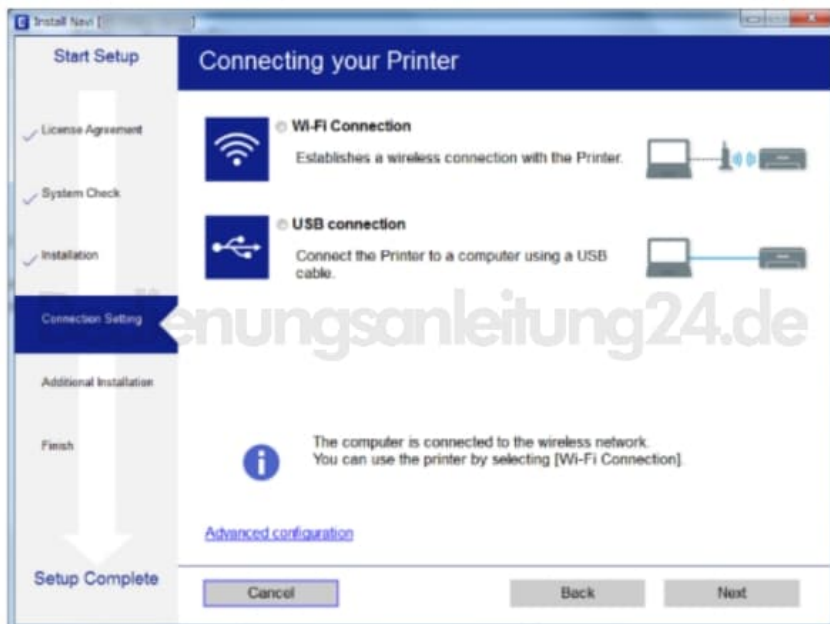 Install Navi [
]
Start Setup
Connecting your Printer
License Agreement
System Check
Installation
Connection Setting
Additional Installation
Finish
Setup Complete
Wi-Fi Connection
Establishes a wireless connection with the Printer.
USB connection
Connect the Printer to a computer using a USB
cable.
enungsanleitung24.de
The computer is connected to the wireless network.
You can use the printer by selecting [Wi-Fi Connection].
Advanced configuration
Cancel
Back
Next